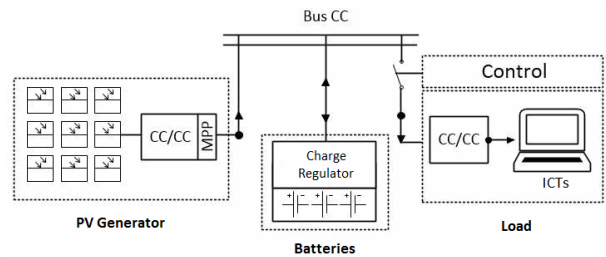 Bus CC
Control
CC/CC
MPP
CC/CC
Charge
Regulator
ICTs
+ - + - + -
PV Generator
Batteries
Load